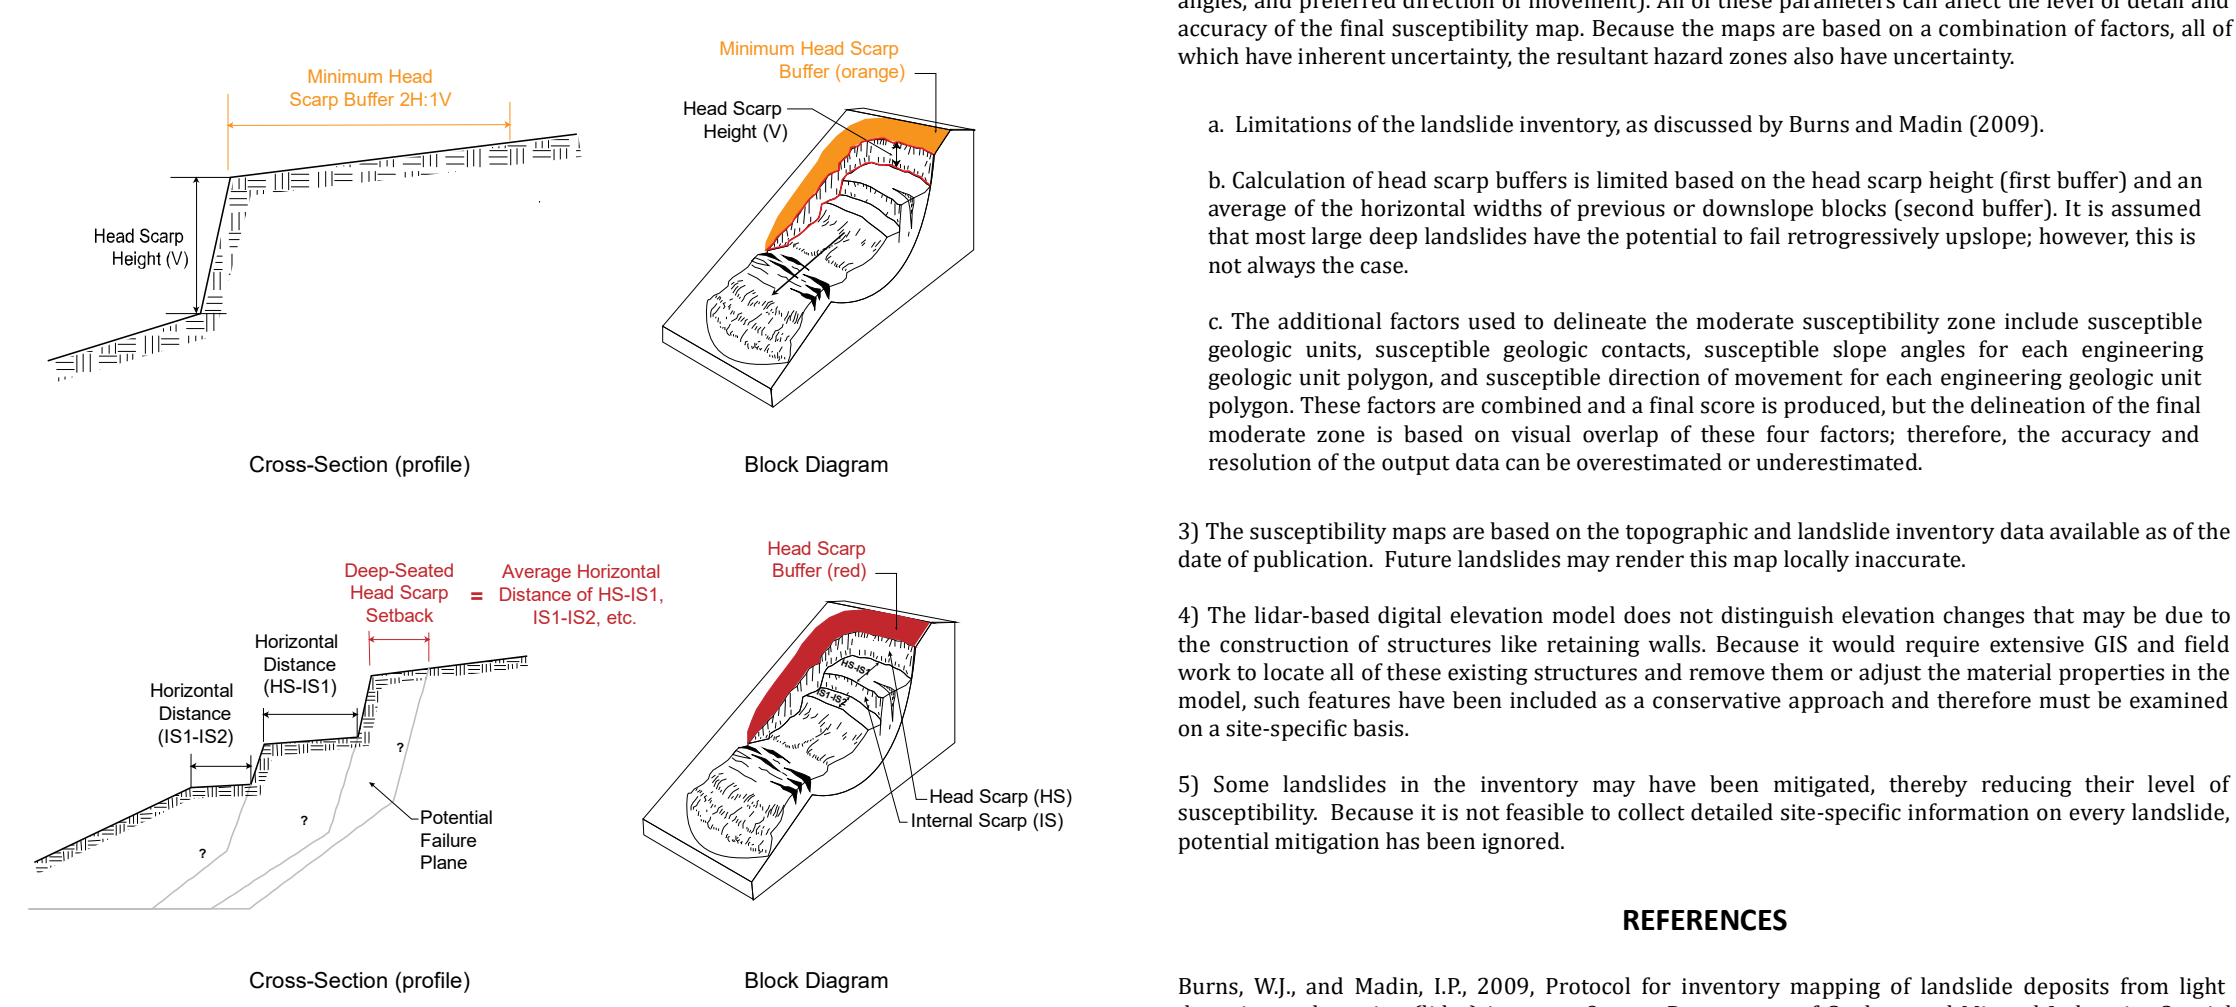 Minimum Head
Scarp Buffer 2H:1V
Head Scarp
Height (V)
Cross-Section (profile)
Minimum Head Scarp
Buffer (orange)
Head Scarp
Height (V)
Block Diagram
Deep-Seated
Head Scarp
Setback
=
Average Horizontal
Distance of HS-IS1,
IS1-IS2, etc.
Horizontal
Distance
(HS-IS1)
Horizontal
Distance
(IS1-IS2)
?
?
?
Potential
Failure
Plane
Cross-Section (profile)
Head Scarp
Buffer (red)
HS-IS1
IS1-IS2
Head Scarp (HS)
Internal Scarp (IS)
Block Diagram
angles, and preferred direction of movement). All of these parameters can affect the level of detail and
accuracy of the final susceptibility map. Because the maps are based on a combination of factors, all of
which have inherent uncertainty, the resultant hazard zones also have uncertainty.
a. Limitations of the landslide inventory, as discussed by Burns and Madin (2009).
b. Calculation of head scarp buffers is limited based on the head scarp height (first buffer) and an
average of the horizontal widths of previous or downslope blocks (second buffer). It is assumed
that most large deep landslides have the potential to fail retrogressively upslope; however, this is
not always the case.
c. The additional factors used to delineate the moderate susceptibility zone include susceptible
geologic units, susceptible geologic contacts, susceptible slope angles for each engineering
geologic unit polygon, and susceptible direction of movement for each engineering geologic unit
polygon. These factors are combined and a final score is produced, but the delineation of the final
moderate zone is based on visual overlap of these four factors; therefore, the accuracy and
resolution of the output data can be overestimated or underestimated.
3) The susceptibility maps are based on the topographic and landslide inventory data available as of the
date of publication. Future landslides may render this map locally inaccurate.
4) The lidar-based digital elevation model does not distinguish elevation changes that may be due to
the construction of structures like retaining walls. Because it would require extensive GIS and field
work to locate all of these existing structures and remove them or adjust the material properties in the
model, such features have been included as a conservative approach and therefore must be examined
on a site-specific basis.
5) Some landslides in the inventory may have been mitigated, thereby reducing their level of
susceptibility. Because it is not feasible to collect detailed site-specific information on every landslide,
potential mitigation has been ignored.
REFERENCES
Burns, W.J., and Madin, I.P., 2009, Protocol for inventory mapping of landslide deposits from light